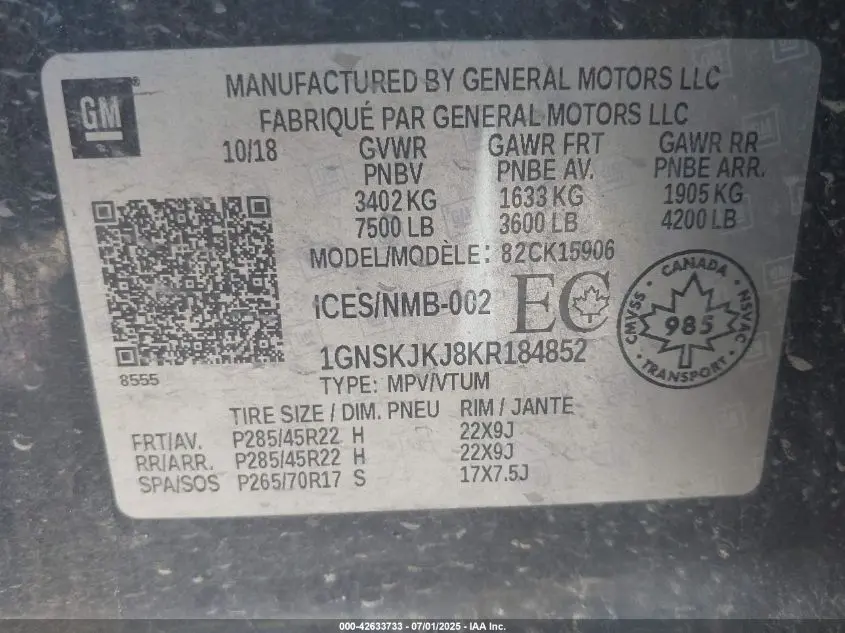 GM
MANUFACTURED BY GENERAL MOTORS LLC
FABRIQUÉ PAR GENERAL MOTORS LLC
10/18 GVWR GAWR FRT GAWR RR
PNBV PNBE AV. PNBE ARR.
3402 KG 1633 KG 1905 KG
7500 LB 3600 LB 4200 LB
MODEL/MODÈLE: 82CK15906
ICES/NMB-002 EC
CANADA
CMVSS 985 NSVAC
TRANSPORT
1GNSKJKJ8KR184852
8555
TYPE: MPV/VTUM
TIRE SIZE / DIM. PNEU RIM / JANTE
FRT/AV. P285/45R22 H 22X9J
RR/ARR. P285/45R22 H 22X9J
SPA/SOS P265/70R17 S 17X7.5J
000-42633733 - 07/01/2025 - IAA Inc.